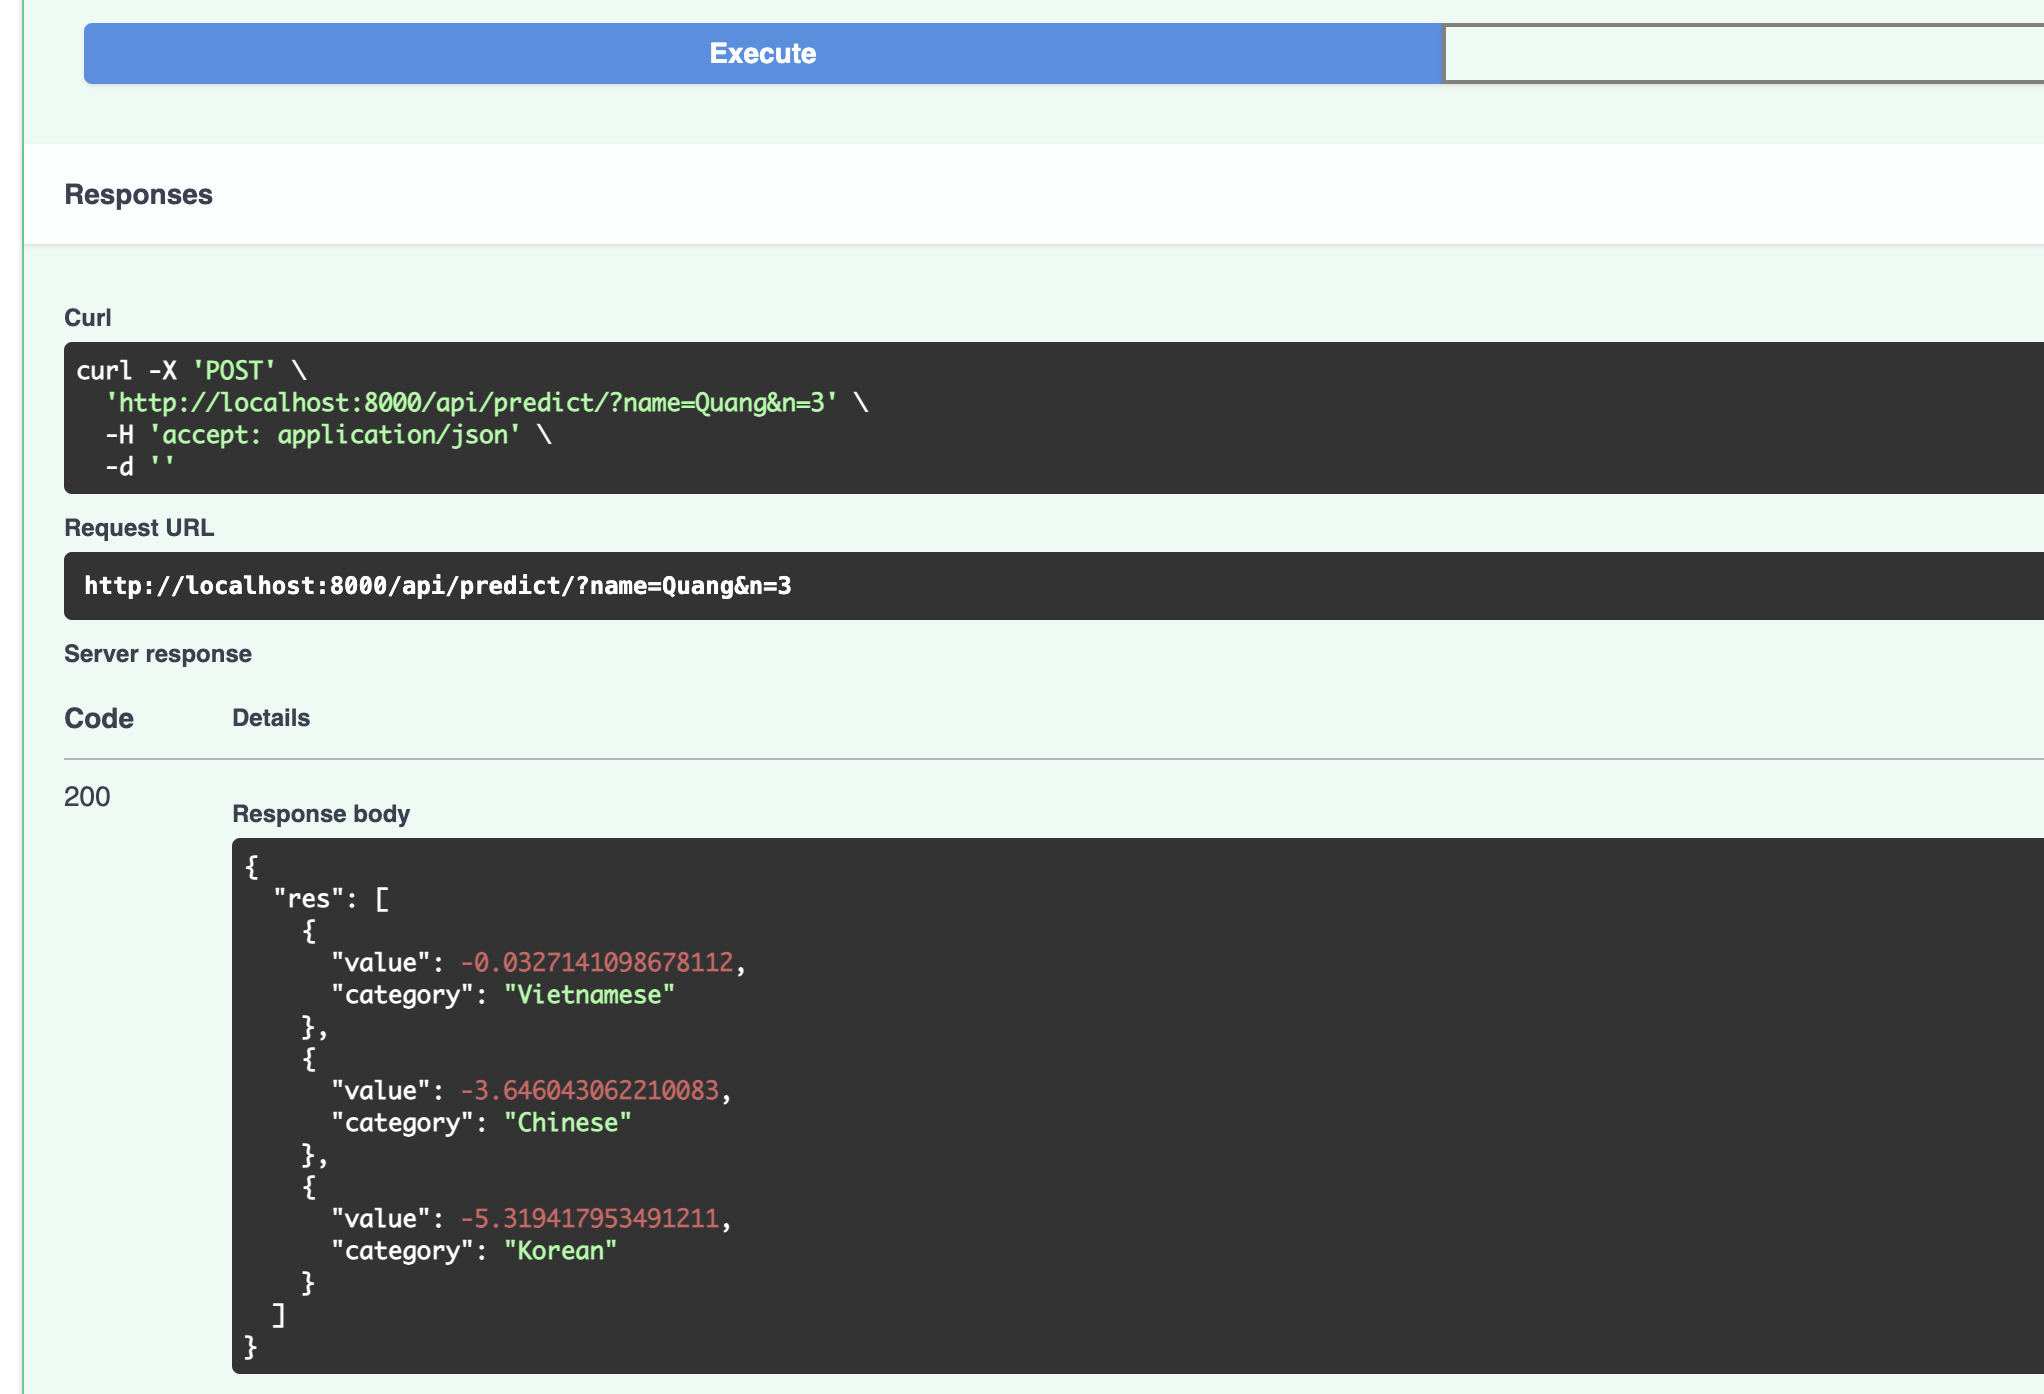 Execute
Responses
Curl
curl -X 'POST' \
  'http://localhost:8000/api/predict/?name=Quang&n=3' \
  -H 'accept: application/json' \
  -d ''
Request URL
http://localhost:8000/api/predict/?name=Quang&n=3
Server response
Code Details
200
Response body
{
  "res": [
    {
      "value": -0.0327141098678112,
      "category": "Vietnamese"
    },
    {
      "value": -3.646043062210083,
      "category": "Chinese"
    },
    {
      "value": -5.319417953491211,
      "category": "Korean"
    }
  ]
}